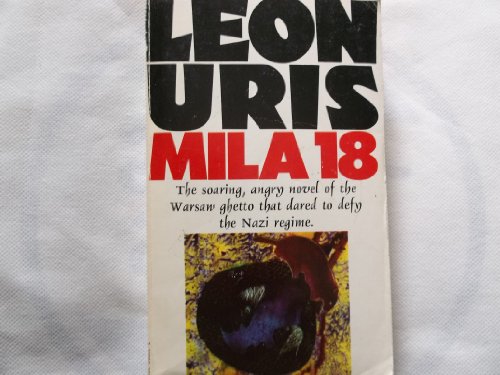 LEON
URIS
MILA 18
The soaring, angry novel of the
Warsaw ghetto that dared to defy
the Nazi regime.